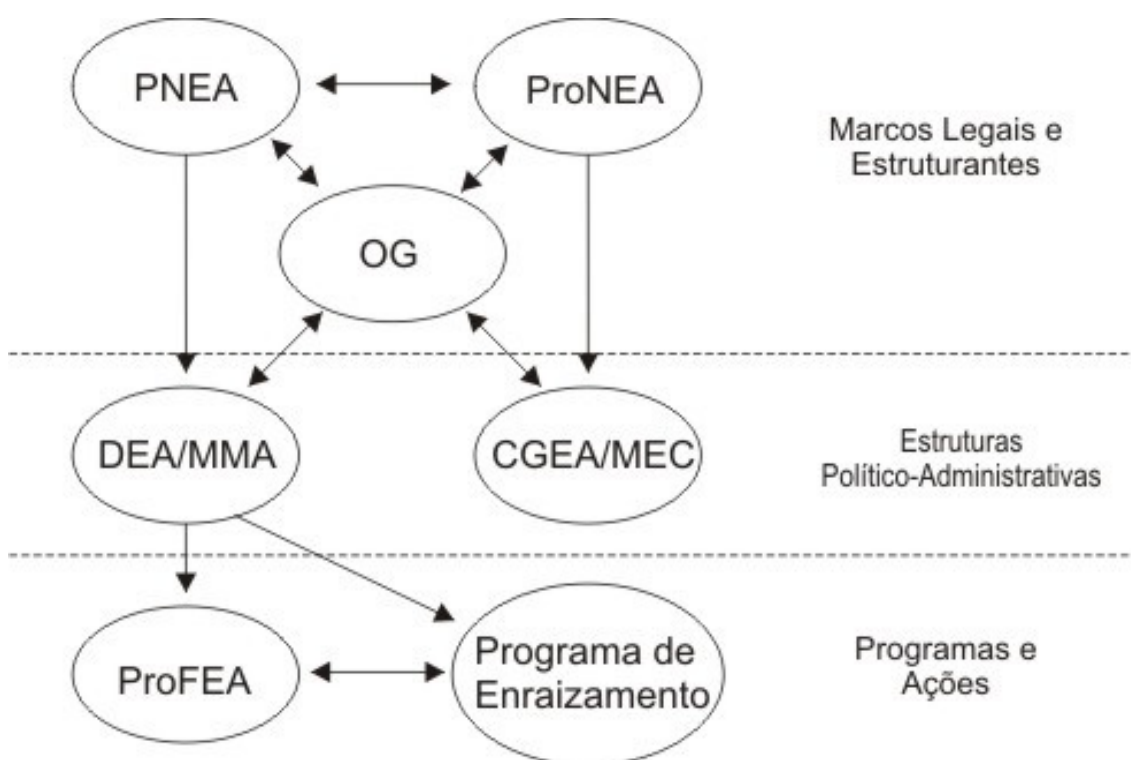 PNEA
ProNEA
Marcos Legais e
Estruturantes
OG
DEA/MMA
CGEA/MEC
Estruturas
Político-Administrativas
ProFEA
Programa de
Enraizamento
Programas e
Ações